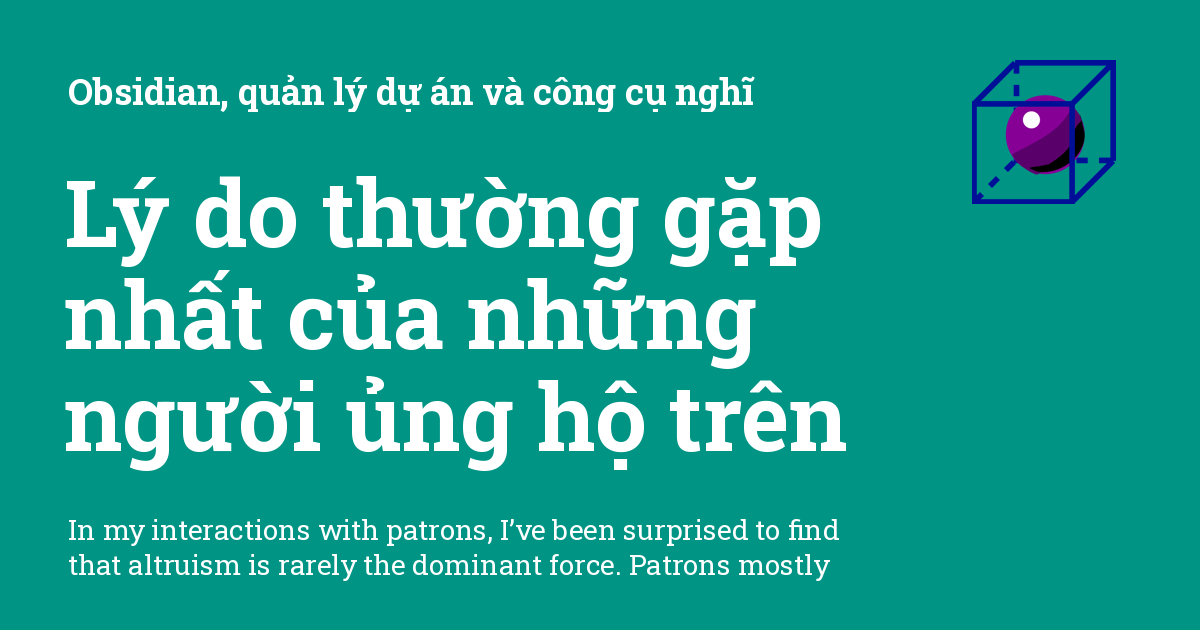 Obsidian, quản lý dự án và công cụ nghĩ
Lý do thường gặp
nhất của những
người ủng hộ trên
In my interactions with patrons, I’ve been surprised to find
that altruism is rarely the dominant force. Patrons mostly